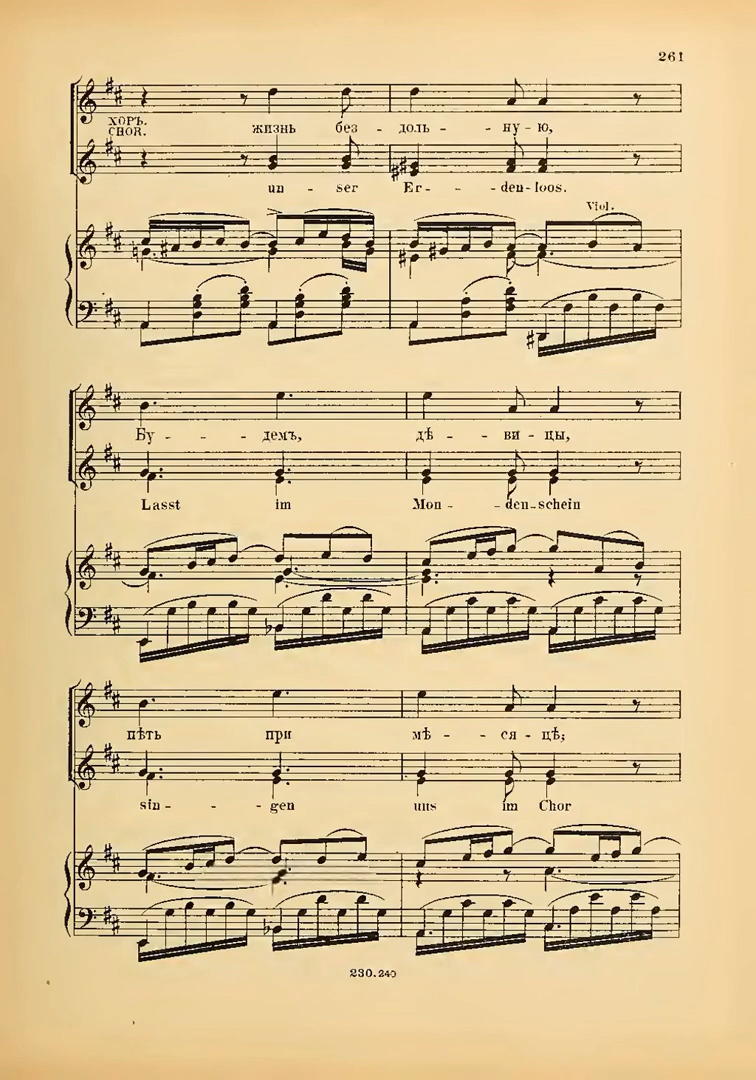 261
ХОРЪ.
CHOR.
жизнь без - доль - - ну - ю,
un - ser Er - - den - loos.
Viol.
Бу - - - демъ, дѣ - - ви - цы,
Lasst im Mon - - den - schein
пѣть при мѣ - - ся - цѣ;
sin - - - gen uns im Chor
230.240